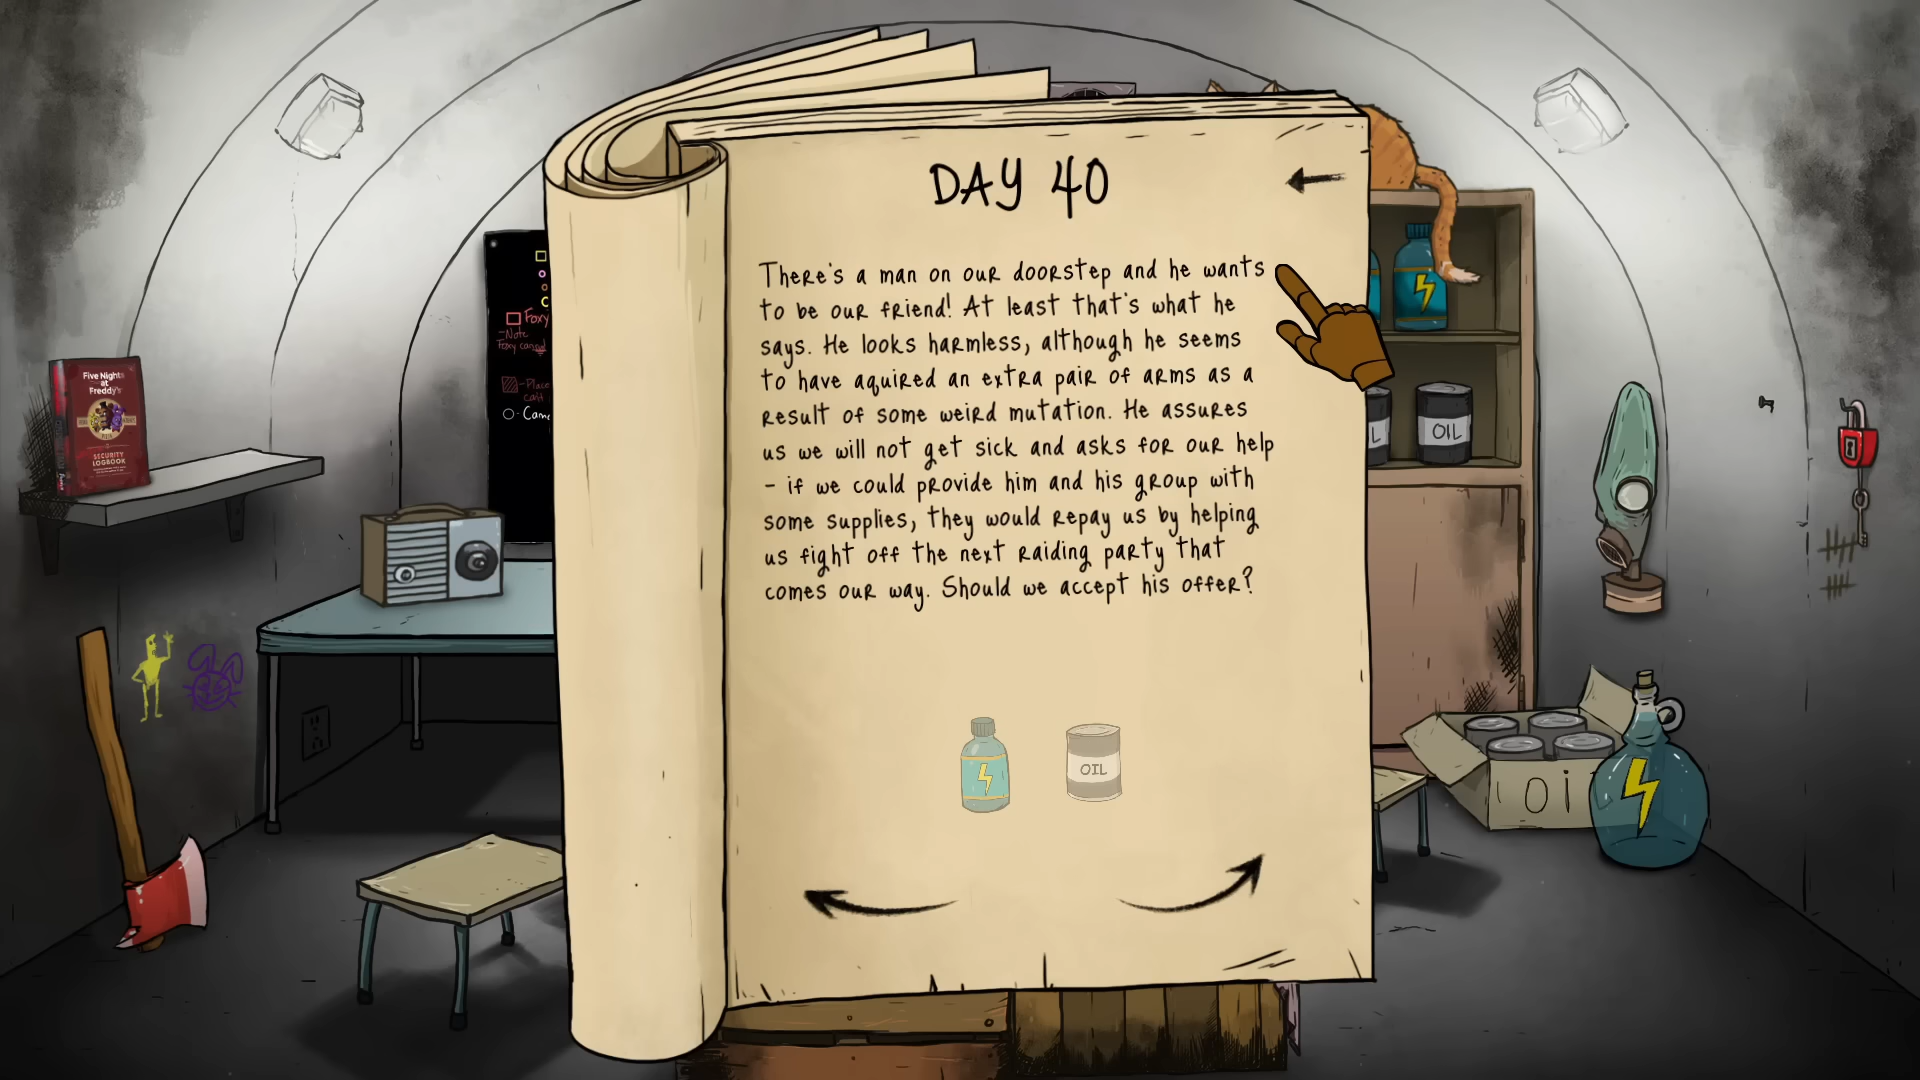 DAY 40
There's a man on our doorstep and he wants
to be our friend! At least that's what he
says. He looks harmless, although he seems
to have aquired an extra pair of arms as a
result of some weird mutation. He assures
us we will not get sick and asks for our help
- if we could provide him and his group with
some supplies, they would repay us by helping
us fight off the next raiding party that
comes our way. Should we accept his offer?
OIL
Foxy
-Note
Foxy cannot
-Place
- Came
Five Nights
at
Freddy's
SECURITY
LOGBOOK
L
OIL
oi